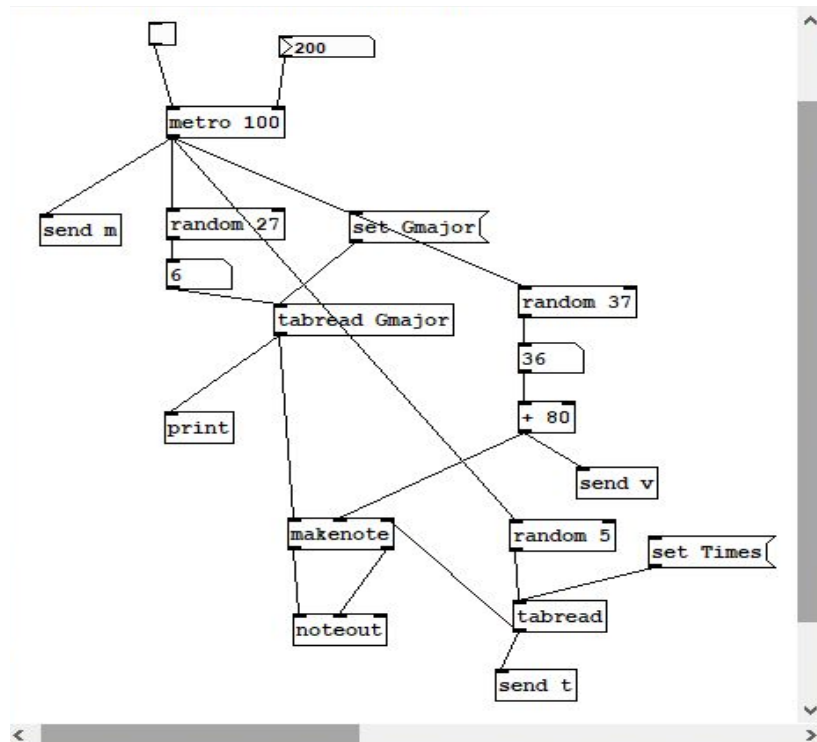 200
metro 100
send m
random 27
set Gmajor
6
random 37
tabread Gmajor
36
print
+ 80
send v
makenote
random 5
set Times
noteout
tabread
send t